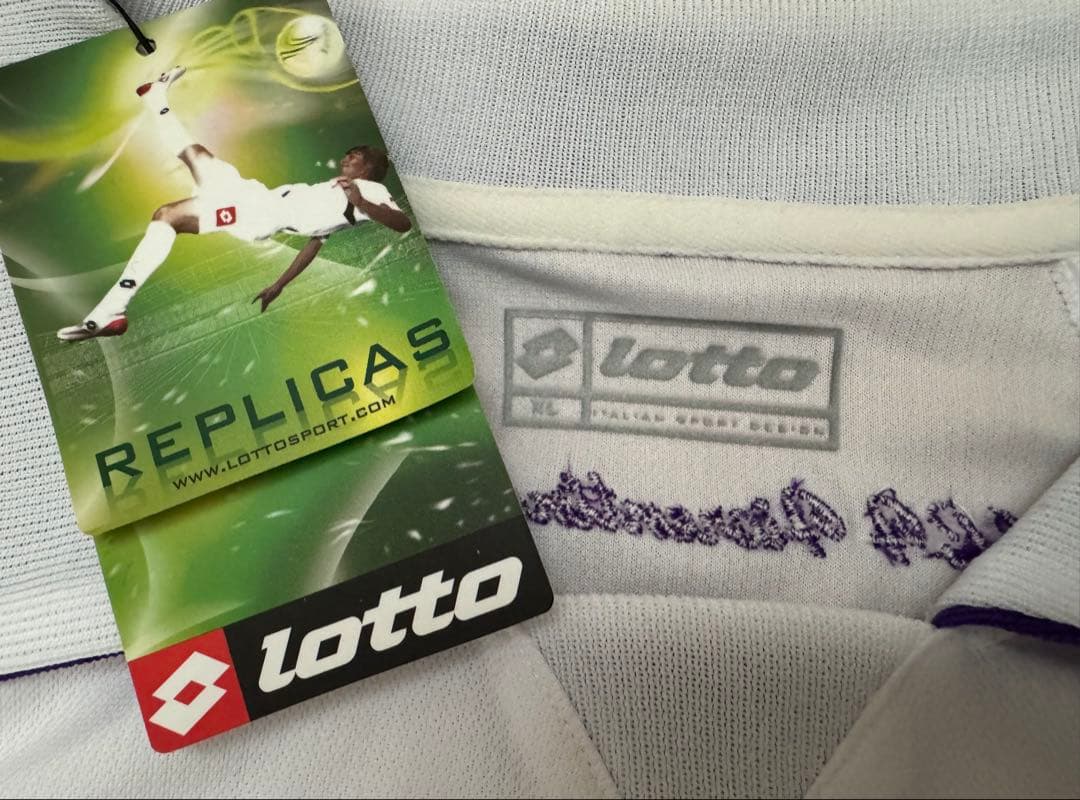 REPLICAS
WWW.LOTTOSPORT.COM
lotto
lotto
XL
ITALIAN SPORT DESIGN